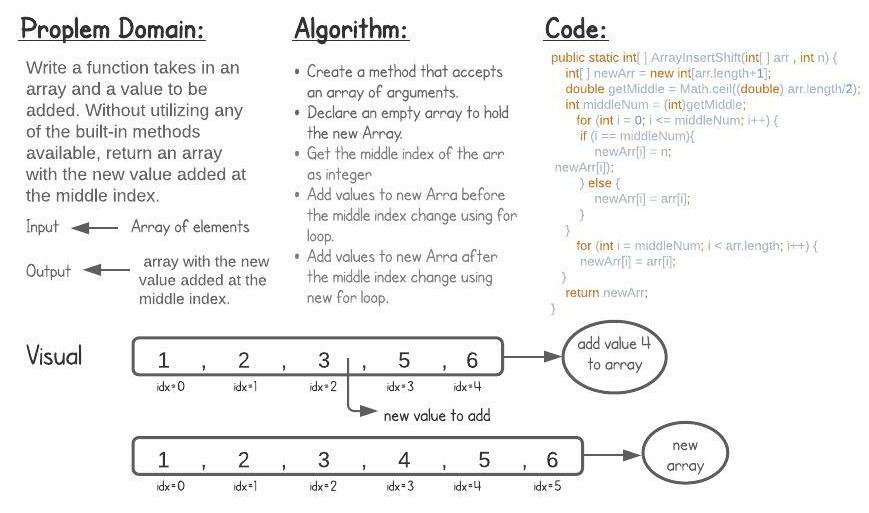 Proplem Domain:
Write a function takes in an
array and a value to be
added. Without utilizing any
of the built-in methods
available, return an array
with the new value added at
the middle index.
Input
Array of elements
Output
array with the new
value added at the
middle index.
Algorithm:
• Create a method that accepts
an array of arguments.
• Declare an empty array to hold
the new Array.
• Get the middle index of the arr
as integer
• Add values to new Arra before
the middle index change using for
loop.
• Add values to new Arra after
the middle index change using
new for loop.
Code:
public static int[ ] ArrayInsertShift(int[ ] arr , int n) {
int[ ] newArr = new int[arr.length+1];
double getMiddle = Math.ceil((double) arr.length/2);
int middleNum = (int)getMiddle;
for (int i = 0; i <= middleNum; i++) {
if (i == middleNum){
newArr[i] = n;
newArr[i]);
} else {
newArr[i] = arr[i];
}
}
for (int i = middleNum; i < arr.length; i++) {
newArr[i] = arr[i];
}
return newArr;
}
Visual
1 , 2 , 3 , 5 , 6
idx=0 idx=1 idx=2 idx=3 idx=4
add value 4
to array
new value to add
1 , 2 , 3 , 4 , 5 , 6
idx=0 idx=1 idx=2 idx=3 idx=4 idx=5
new
array